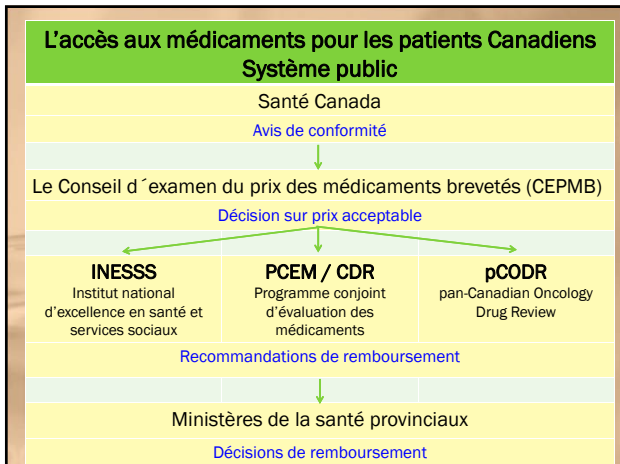 L'accès aux médicaments pour les patients Canadiens
Système public
Santé Canada
Avis de conformité
Le Conseil d´examen du prix des médicaments brevetés (CEPMB)
Décision sur prix acceptable
INESSS
Institut national
d'excellence en santé et
services sociaux
PCEM / CDR
Programme conjoint
d'évaluation des
médicaments
pCODR
pan-Canadian Oncology
Drug Review
Recommandations de remboursement
Ministères de la santé provinciaux
Décisions de remboursement